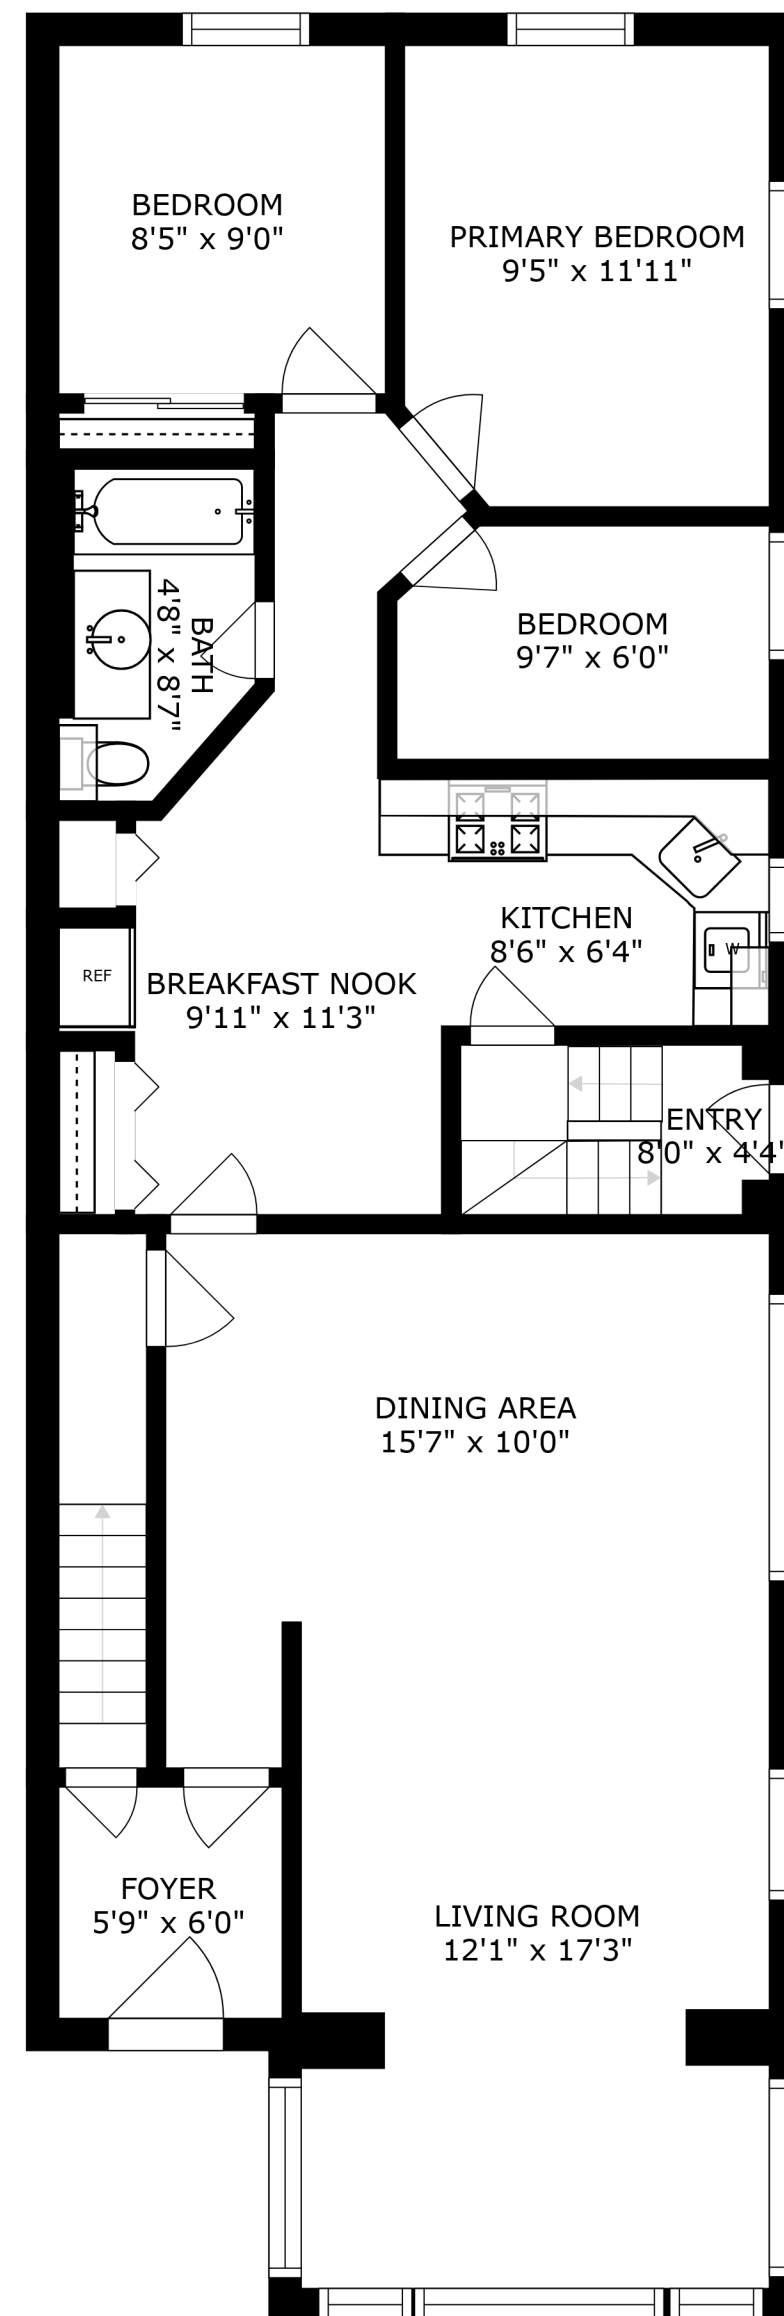 BEDROOM
8'5" x 9'0"
PRIMARY BEDROOM
9'5" x 11'11"
BATH
4'8" x 8'7"
BEDROOM
9'7" x 6'0"
KITCHEN
8'6" x 6'4"
W
REF
BREAKFAST NOOK
9'11" x 11'3"
ENTRY
8'0" x 4'4"
DINING AREA
15'7" x 10'0"
FOYER
5'9" x 6'0"
LIVING ROOM
12'1" x 17'3"